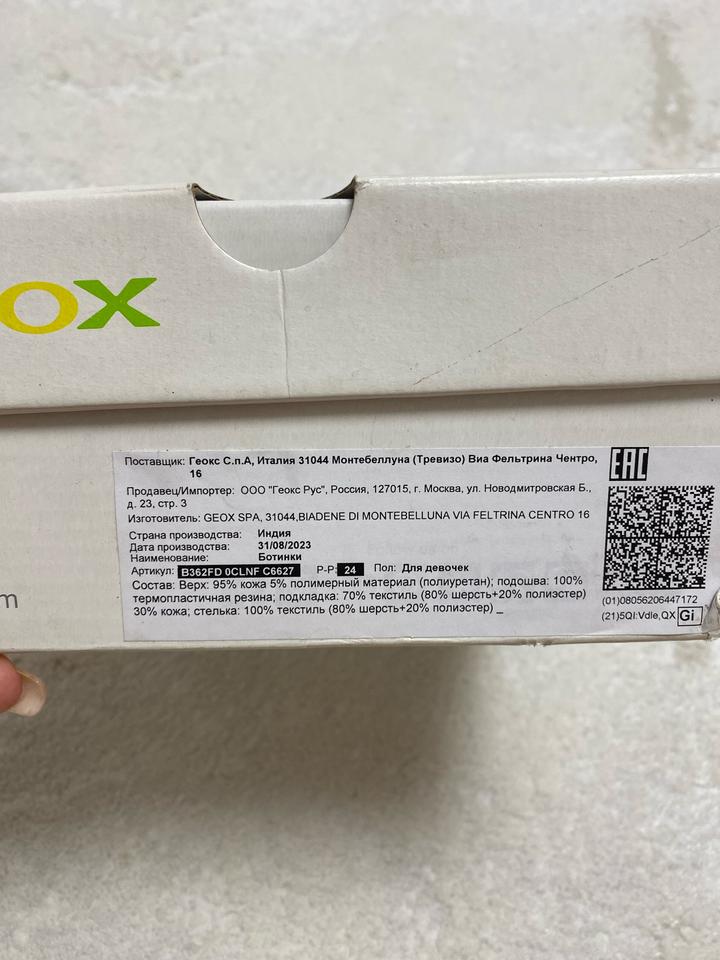 OX
Поставщик: Геокс С.п.А, Италия 31044 Монтебеллуна (Тревизо) Виа Фельтрина Чентро,
16
Продавец/Импортер: ООО "Геокс Рус", Россия, 127015, г. Москва, ул. Новодмитровская Б.,
д. 23, стр. 3
Изготовитель: GEOX SPA, 31044,BIADENE DI MONTEBELLUNA VIA FELTRINA CENTRO 16
Страна производства: Индия
Дата производства: 31/08/2023
Наименование: Ботинки
Артикул: B362FD 0CLNF C6627 Р-Р: 24 Пол: Для девочек
Состав: Верх: 95% кожа 5% полимерный материал (полиуретан); подошва: 100%
термопластичная резина; подкладка: 70% текстиль (80% шерсть+20% полиэстер)
30% кожа; стелька: 100% текстиль (80% шерсть+20% полиэстер) _
EAC
(01)08056206447172
(21)5QI:Vdle,QX Gi
m